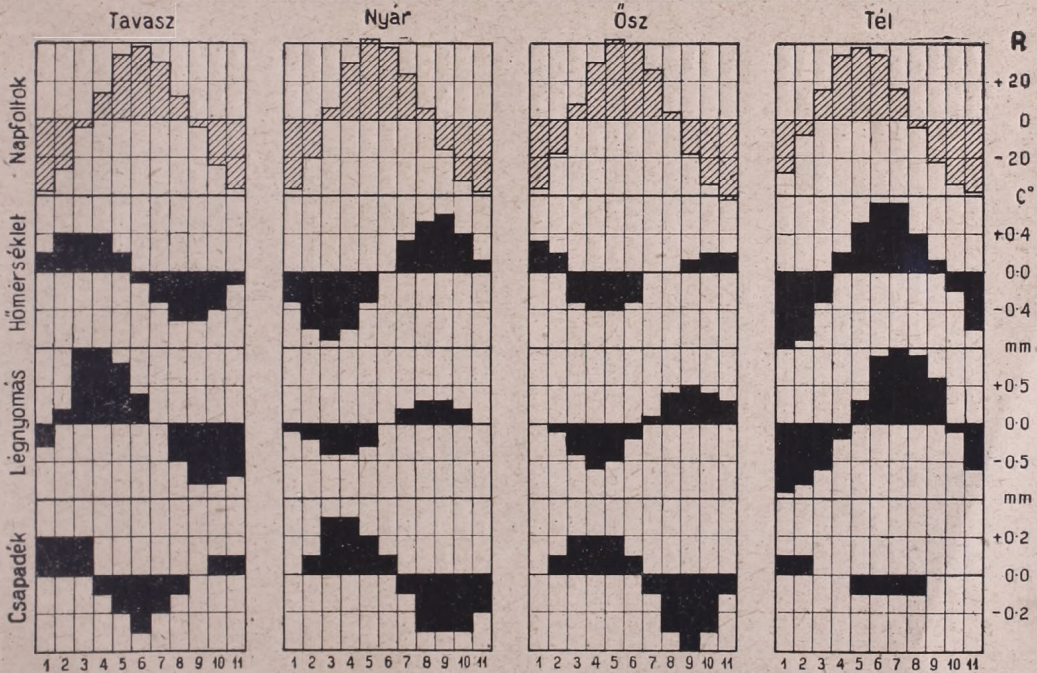 Tavasz Nyár Ősz Tél
R
Napfoltok
+20
0
-20
C°
Hőmérséklet
+0·4
0·0
-0·4
mm
Légnyomás
+0·5
0·0
-0·5
mm
Csapadék
+0·2
0·0
-0·2
1 2 3 4 5 6 7 8 9 10 11 1 2 3 4 5 6 7 8 9 10 11 1 2 3 4 5 6 7 8 9 10 11 1 2 3 4 5 6 7 8 9 10 11